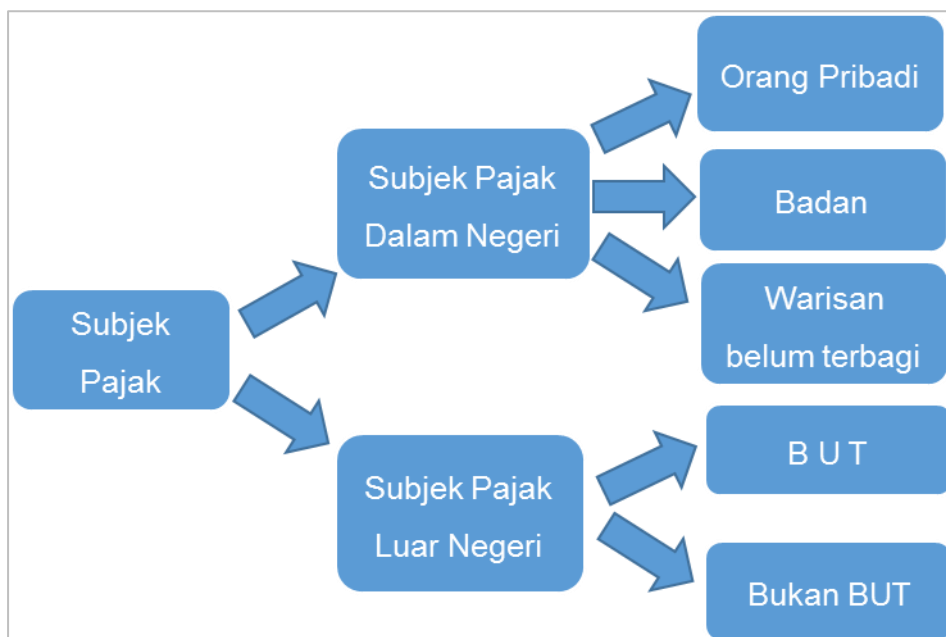 Subjek
Pajak
Subjek Pajak
Dalam Negeri
Orang Pribadi
Badan
Warisan
belum terbagi
Subjek Pajak
Luar Negeri
B U T
Bukan BUT